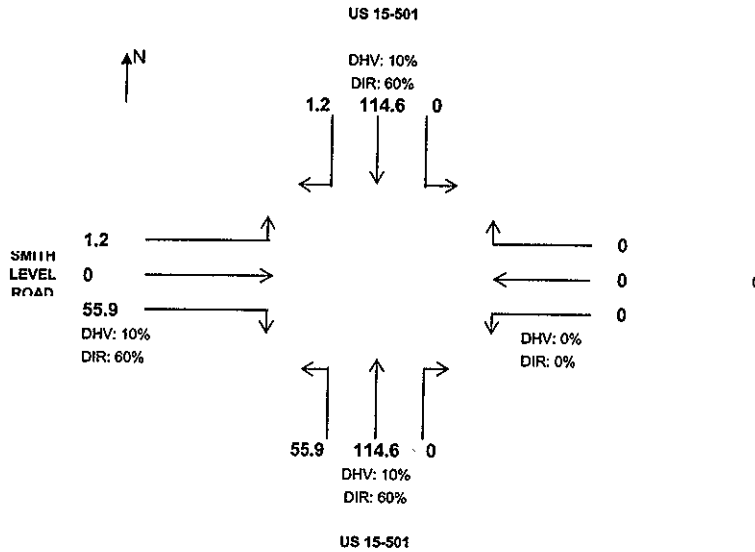 US 15-501
N
DHV: 10%
DIR: 60%
1.2 114.6 0
1.2
SMITH
LEVEL
ROAD
0
55.9
DHV: 10%
DIR: 60%
0
0
0
DHV: 0%
DIR: 0%
55.9 114.6 0
DHV: 10%
DIR: 60%
US 15-501